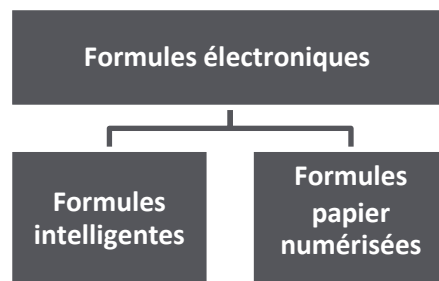 Formules électroniques
Formules
intelligentes
Formules
papier
numérisées